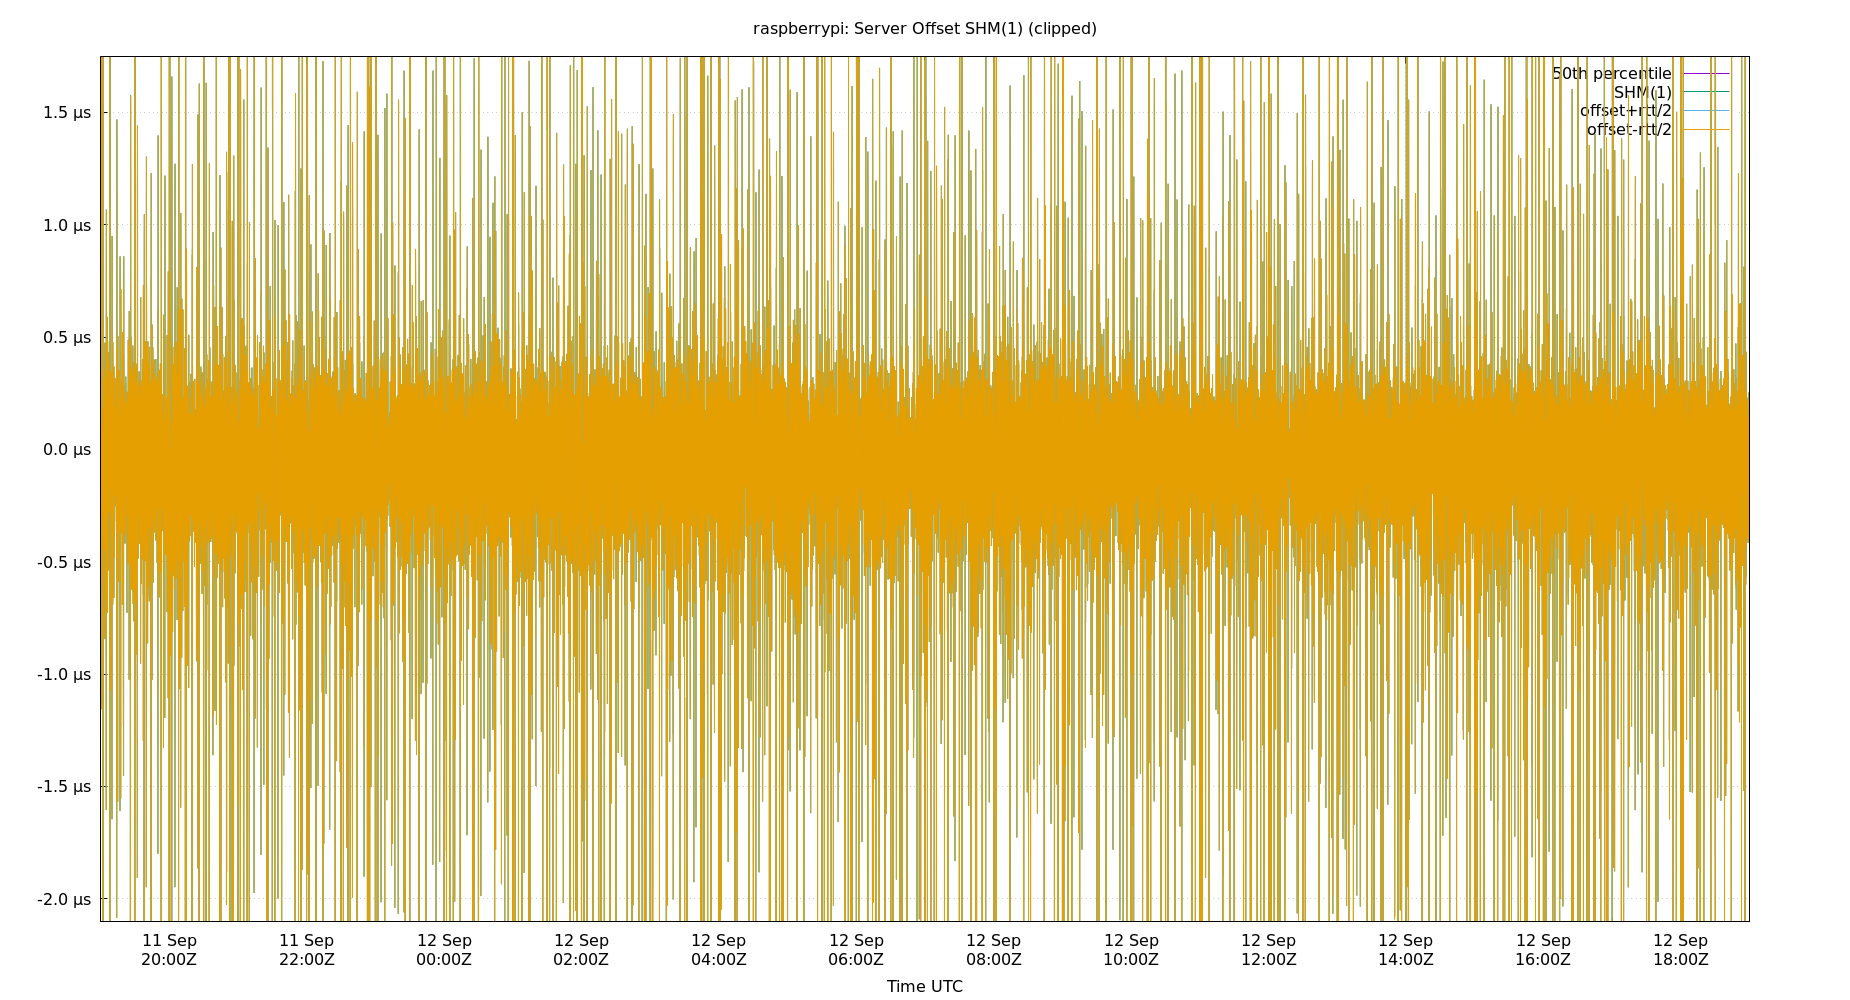 raspberrypi: Server Offset SHM(1) (clipped)
50th percentile
SHM(1)
offset+rtt/2
offset-rtt/2
1.5 µs
1.0 µs
0.5 µs
0.0 µs
-0.5 µs
-1.0 µs
-1.5 µs
-2.0 µs
11 Sep 11 Sep 12 Sep 12 Sep 12 Sep 12 Sep 12 Sep 12 Sep 12 Sep 12 Sep 12 Sep 12 Sep
20:00Z 22:00Z 00:00Z 02:00Z 04:00Z 06:00Z 08:00Z 10:00Z 12:00Z 14:00Z 16:00Z 18:00Z
Time UTC